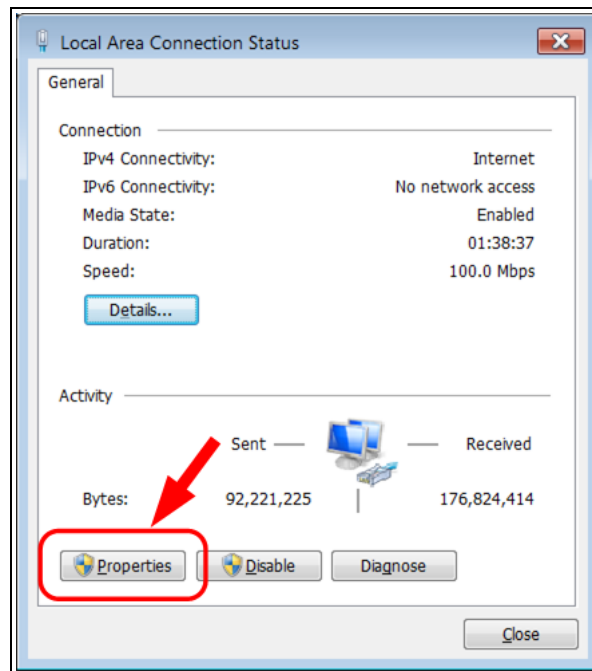 Local Area Connection Status
General
Connection
IPv4 Connectivity: Internet
IPv6 Connectivity: No network access
Media State: Enabled
Duration: 01:38:37
Speed: 100.0 Mbps
Details...
Activity
Sent Received
Bytes: 92,221,225 176,824,414
Properties Disable Diagnose
Close